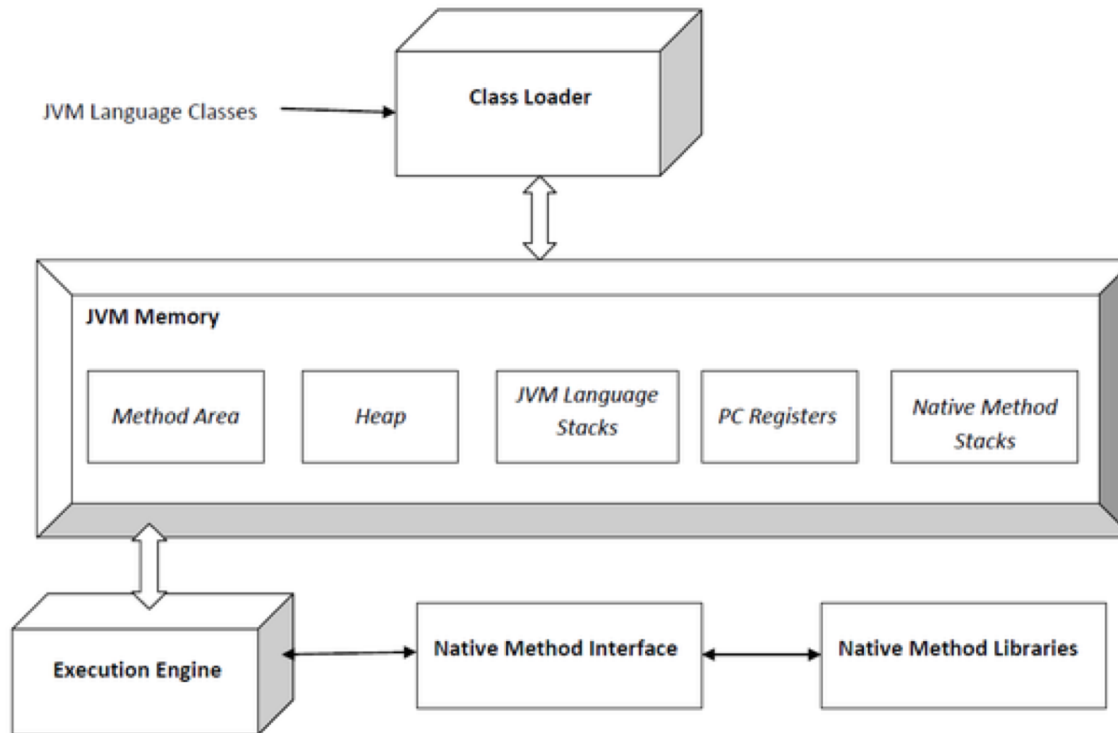 Class Loader
JVM Language Classes
JVM Memory
Method Area
Heap
JVM Language
Stacks
PC Registers
Native Method
Stacks
Execution Engine
Native Method Interface
Native Method Libraries